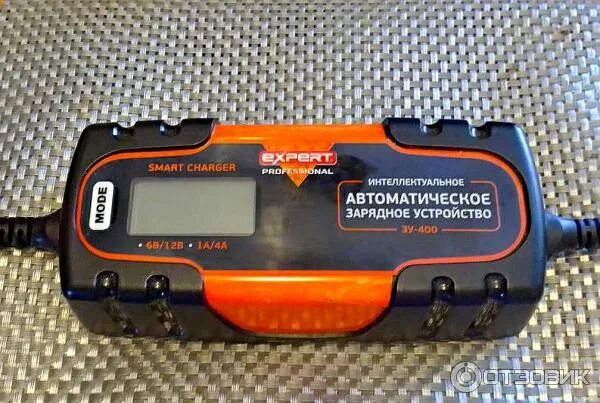 SMART CHARGER
MODE
• 6В/12В • 1А/4А
EXPERT
PROFESSIONAL
ИНТЕЛЛЕКТУАЛЬНОЕ
АВТОМАТИЧЕСКОЕ
ЗАРЯДНОЕ УСТРОЙСТВО
ЗУ-400
ОТЗОВИК